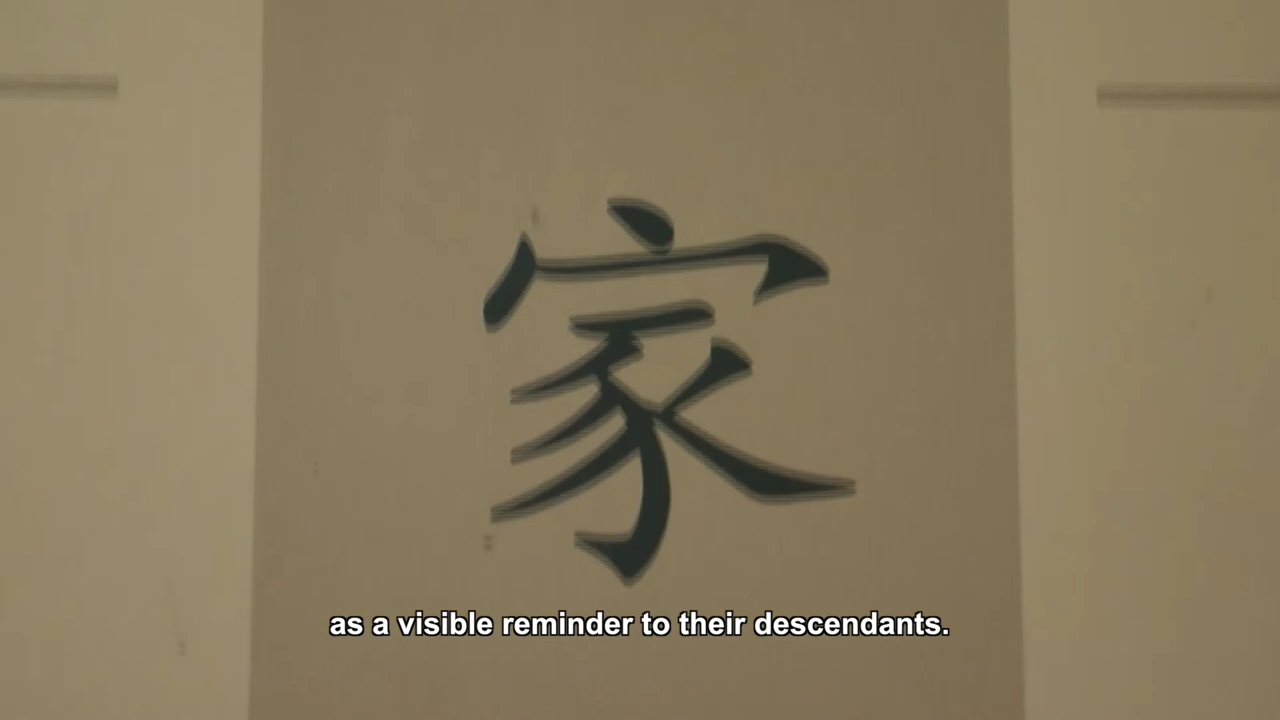 家
as a visible reminder to their descendants.